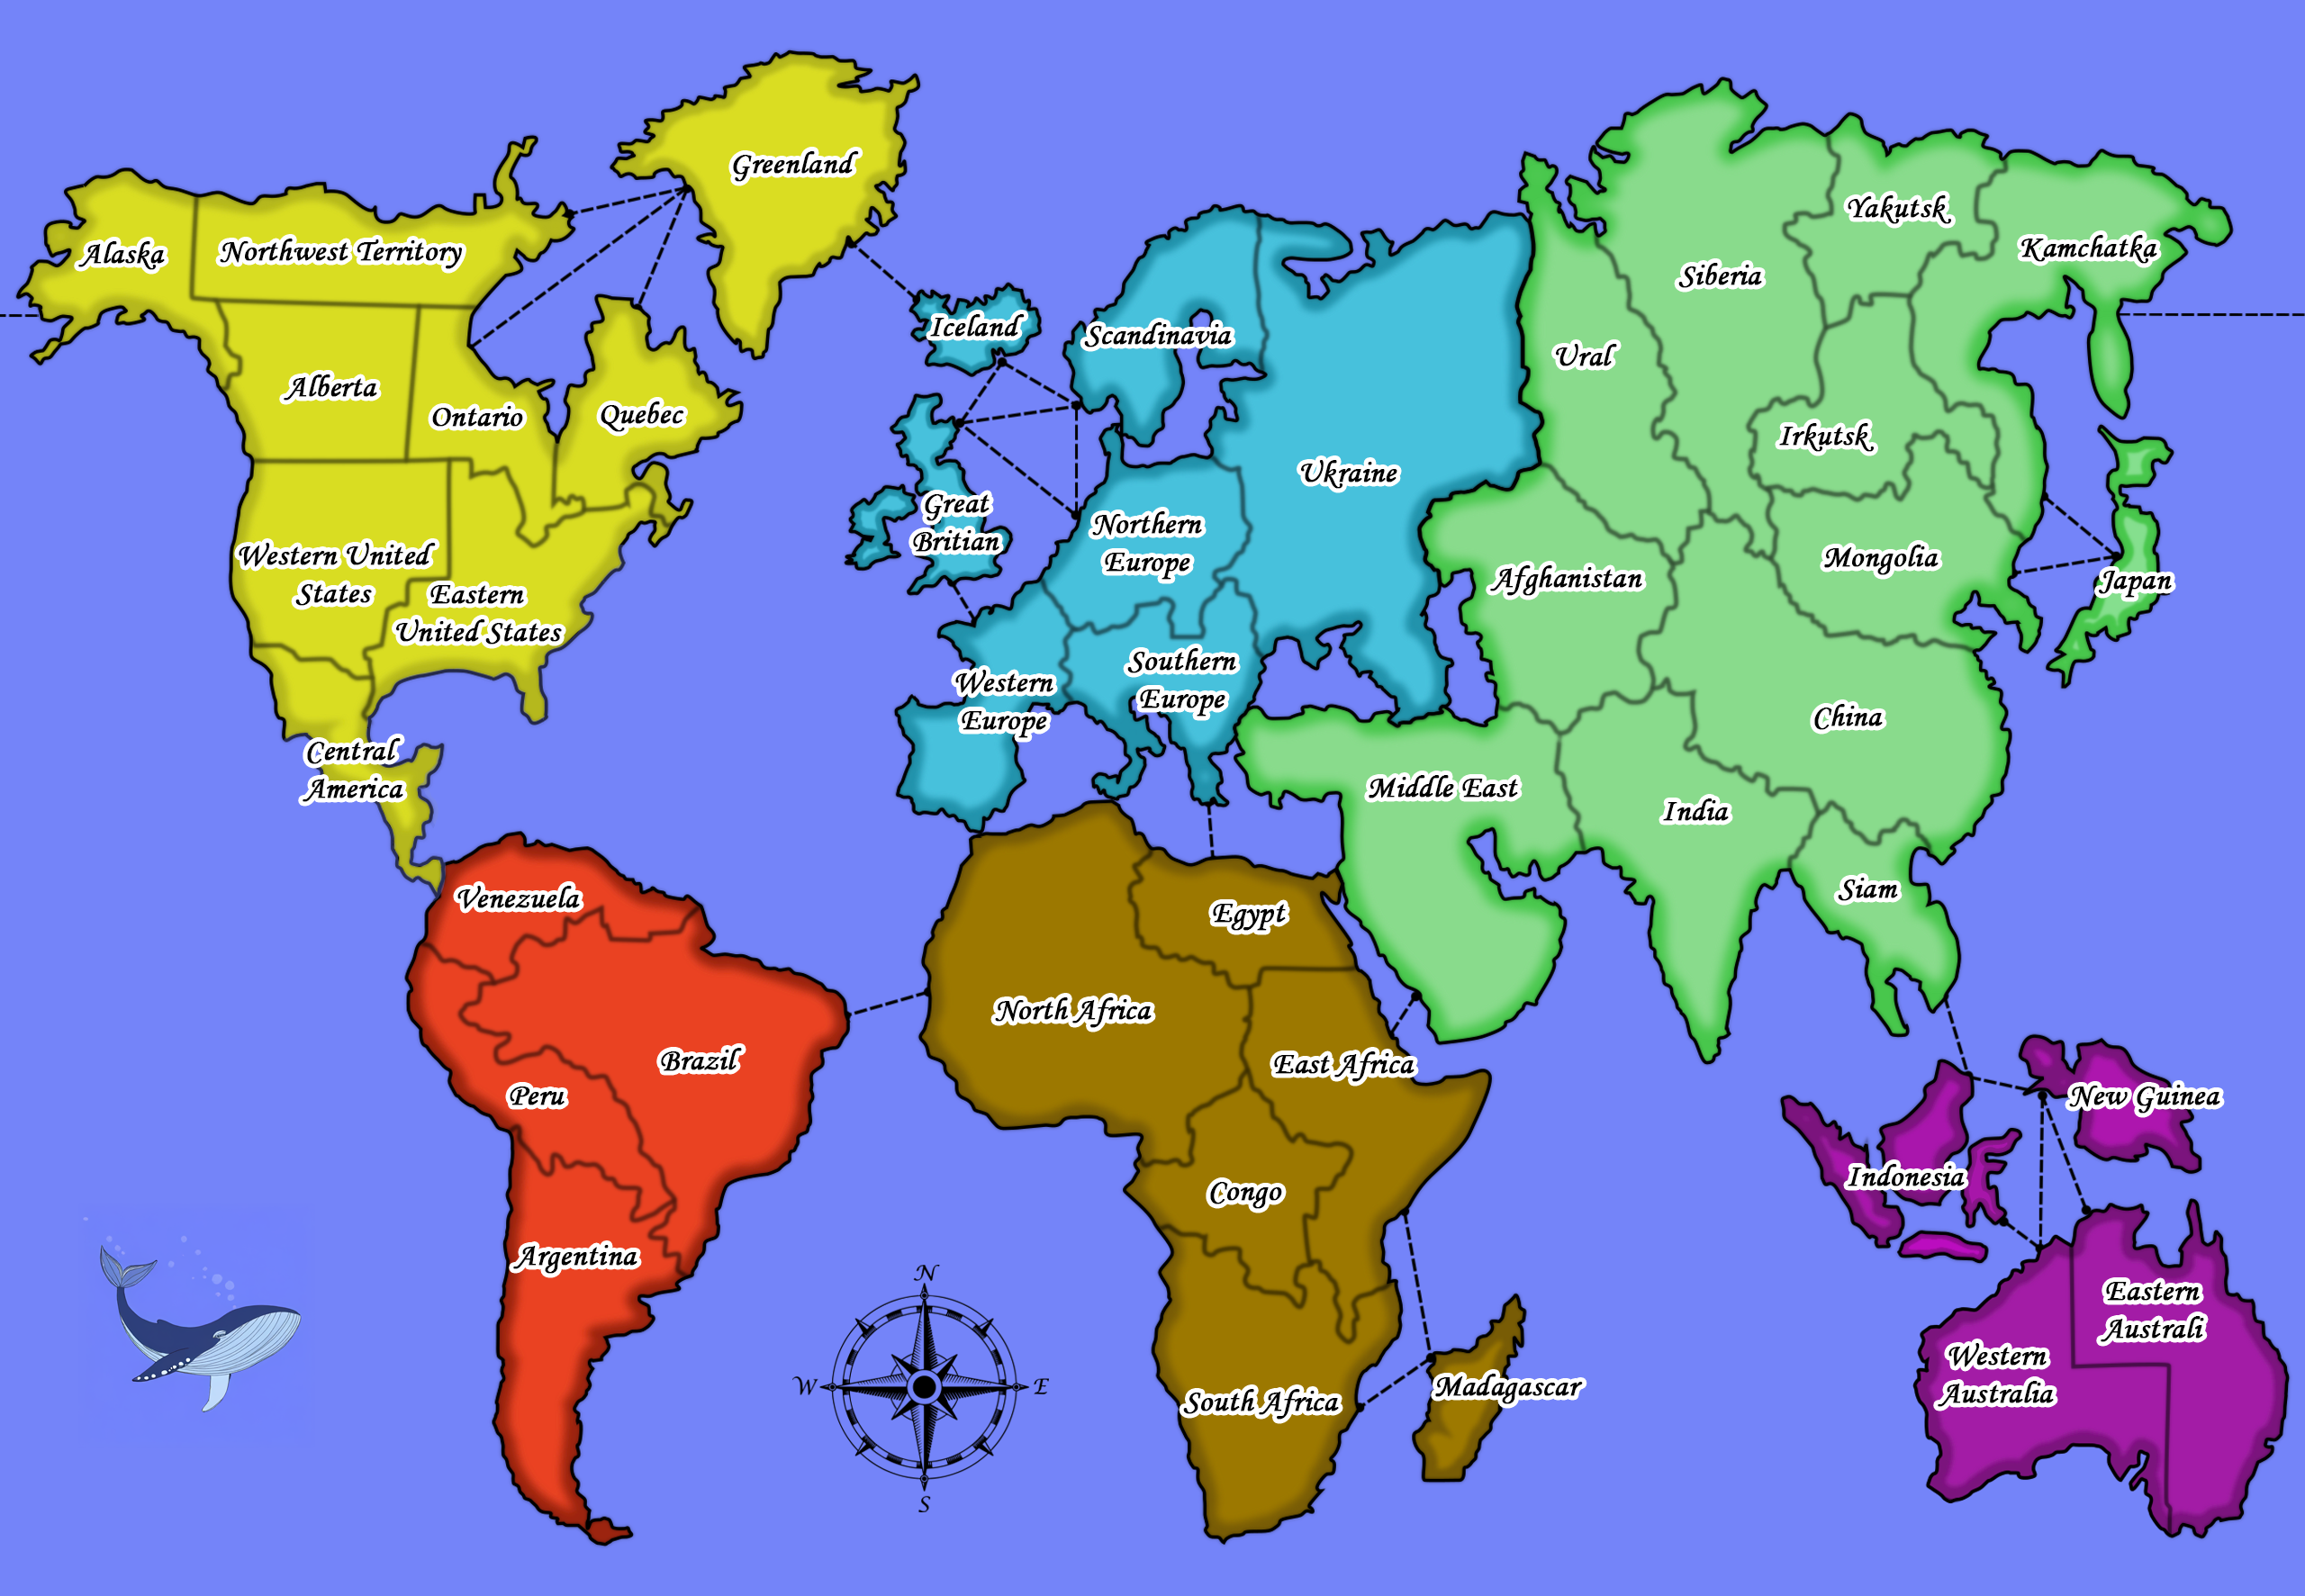 Greenland
Alaska
Northwest Territory
Alberta
Ontario
Quebec
Western United
States
Eastern
United States
Central
America
Venezuela
Brazil
Peru
Argentina
Iceland
Scandinavia
Great
Britian
Northern
Europe
Ukraine
Western
Europe
Southern
Europe
North Africa
Egypt
East Africa
Congo
South Africa
Madagascar
Ural
Siberia
Yakutsk
Kamchatka
Irkutsk
Mongolia
Japan
Afghanistan
China
Middle East
India
Siam
Indonesia
New Guinea
Western
Australia
Eastern
Australi
N
W
E
S